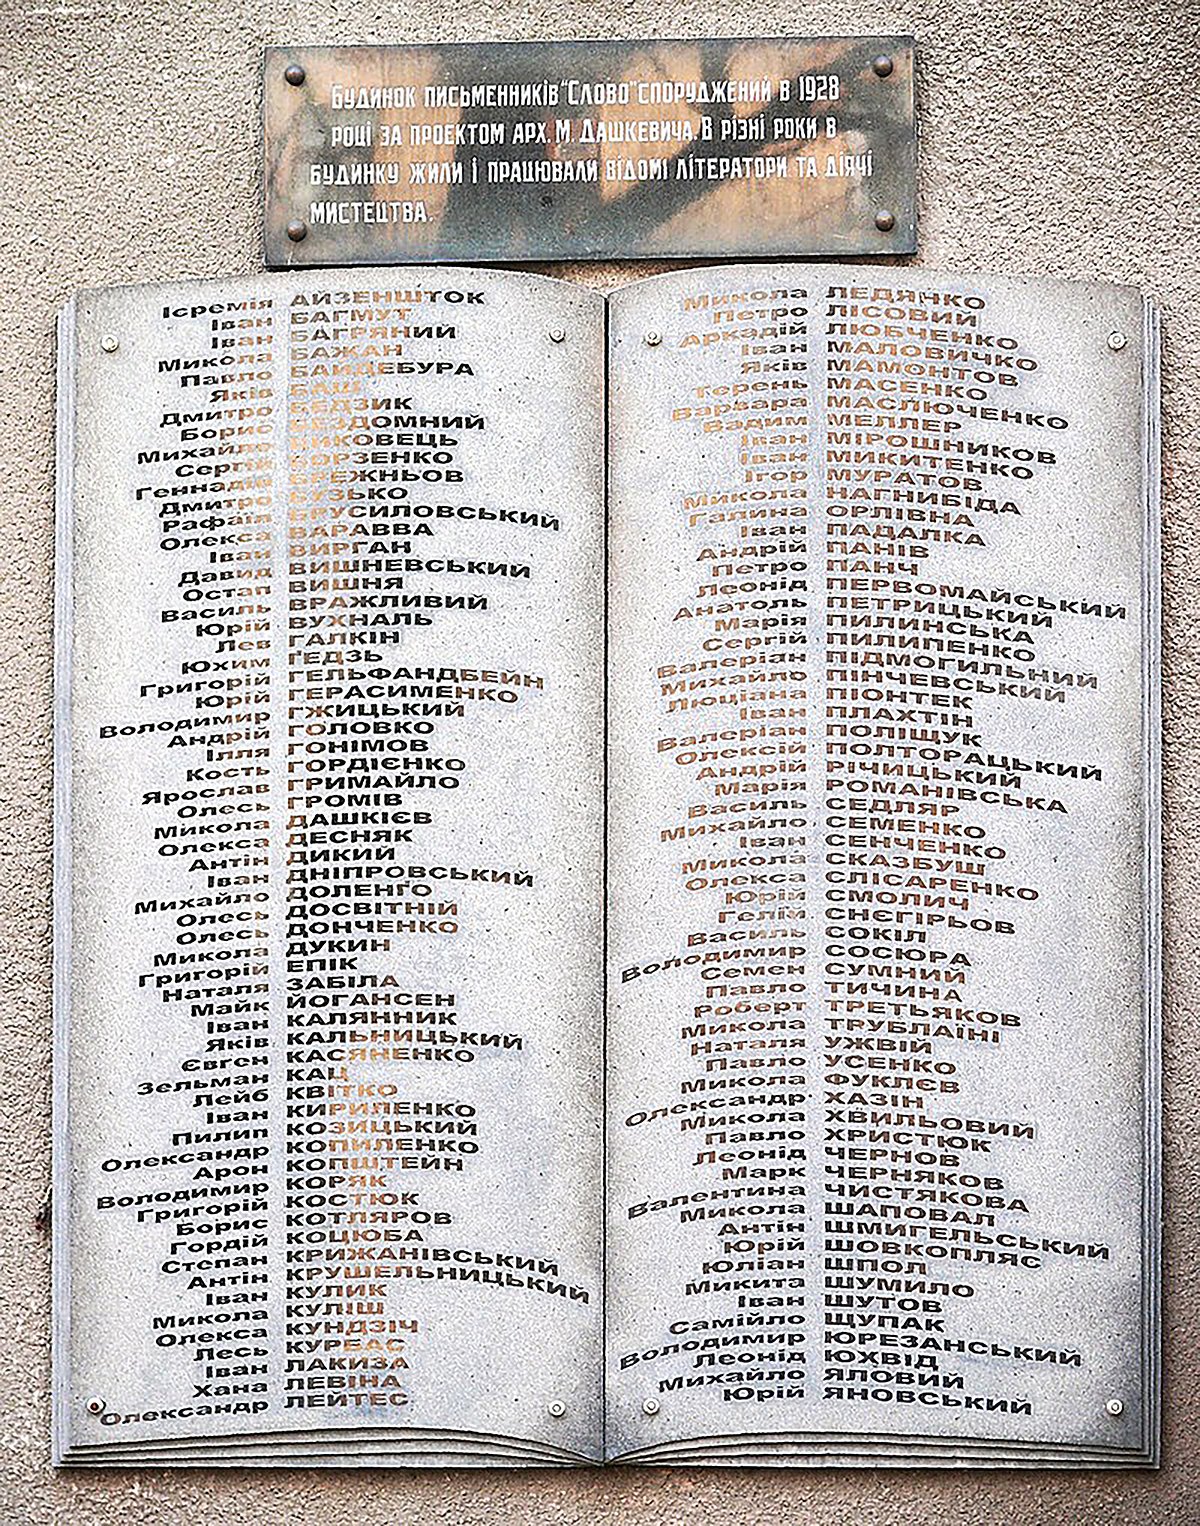 Будинок письменників "Слово" споруджений в 1928
році за проектом арх. М. Дашкевича. В різні роки в
будинку жили і працювали відомі літератори та діячі
мистецтва.
Ієремія АЙЗЕНШТОК
Іван БАГМУТ
Іван БАГРЯНИЙ
Микола БАЖАН
Павло БАЙДЕБУРА
Яків БАШ
Дмитро БЕДЗИК
Борис БЕЗДОМНИЙ
Михайло БИКОВЕЦЬ
Сергій БОРЗЕНКО
Геннадій БРЕЖНЬОВ
Дмитро БУЗЬКО
Рафаїл БРУСИЛОВСЬКИЙ
Олекса ВАРАВВА
Іван ВИРГАН
Давид ВИШНЕВСЬКИЙ
Остап ВИШНЯ
Василь ВРАЖЛИВИЙ
Юрій ВУХНАЛЬ
Лев ГАЛКІН
Юхим ҐЕДЗЬ
Григорій ГЕЛЬФАНДБЕЙН
Юрій ГЕРАСИМЕНКО
Володимир ГЖИЦЬКИЙ
Андрій ГОЛОВКО
Ілля ГОНІМОВ
Кость ГОРДІЄНКО
Ярослав ГРИМАЙЛО
Олесь ГРОМІВ
Микола ДАШКІЄВ
Олекса ДЕСНЯК
Антін ДИКИЙ
Іван ДНІПРОВСЬКИЙ
Михайло ДОЛЕНҐО
Олесь ДОСВІТНІЙ
Олесь ДОНЧЕНКО
Микола ДУКИН
Григорій ЕПІК
Наталя ЗАБІЛА
Майк ЙОГАНСЕН
Іван КАЛЯННИК
Яків КАЛЬНИЦЬКИЙ
Євген КАСЯНЕНКО
Зельман КАЦ
Лейб КВІТКО
Іван КИРИЛЕНКО
Пилип КОЗИЦЬКИЙ
Олександр КОПИЛЕНКО
Арон КОПШТЕЙН
Володимир КОРЯК
Григорій КОСТЮК
Борис КОТЛЯРОВ
Гордій КОЦЮБА
Степан КРИЖАНІВСЬКИЙ
Антін КРУШЕЛЬНИЦЬКИЙ
Іван КУЛИК
Микола КУЛІШ
Олекса КУНДЗІЧ
Лесь КУРБАС
Іван ЛАКИЗА
Хана ЛЕВІНА
Олександр ЛЕЙТЕС
Микола ЛЕДЯНКО
Петро ЛІСОВИЙ
Аркадій ЛЮБЧЕНКО
Іван МАЛОВИЧКО
Яків МАМОНТОВ
Терень МАСЕНКО
Варвара МАСЛЮЧЕНКО
Вадим МЕЛЛЕР
Іван МІРОШНИКОВ
Іван МИКИТЕНКО
Ігор МУРАТОВ
Микола НАГНИБІДА
Галина ОРЛІВНА
Іван ПАДАЛКА
Андрій ПАНІВ
Петро ПАНЧ
Леонід ПЕРВОМАЙСЬКИЙ
Анатоль ПЕТРИЦЬКИЙ
Марія ПИЛИНСЬКА
Сергій ПИЛИПЕНКО
Валеріан ПІДМОГИЛЬНИЙ
Михайло ПІНЧЕВСЬКИЙ
Люціана ПІОНТЕК
Іван ПЛАХТІН
Валеріан ПОЛІЩУК
Олексій ПОЛТОРАЦЬКИЙ
Андрій РІЧИЦЬКИЙ
Марія РОМАНІВСЬКА
Василь СЕДЛЯР
Михайло СЕМЕНКО
Іван СЕНЧЕНКО
Микола СКАЗБУШ
Олекса СЛІСАРЕНКО
Юрій СМОЛИЧ
Гелій СНЄГІРЬОВ
Василь СОКІЛ
Володимир СОСЮРА
Семен СУМНИЙ
Павло ТИЧИНА
Роберт ТРЕТЬЯКОВ
Микола ТРУБЛАЇНІ
Наталя УЖВІЙ
Павло УСЕНКО
Микола ФУКЛЄВ
Олександр ХАЗІН
Микола ХВИЛЬОВИЙ
Павло ХРИСТЮК
Леонід ЧЕРНОВ
Марк ЧЕРНЯКОВ
Валентина ЧИСТЯКОВА
Микола ШАПОВАЛ
Антін ШМИГЕЛЬСЬКИЙ
Юрій ШОВКОПЛЯС
Юліан ШПОЛ
Микита ШУМИЛО
Іван ШУТОВ
Самійло ЩУПАК
Володимир ЮРЕЗАНСЬКИЙ
Леонід ЮХВІД
Михайло ЯЛОВИЙ
Юрій ЯНОВСЬКИЙ